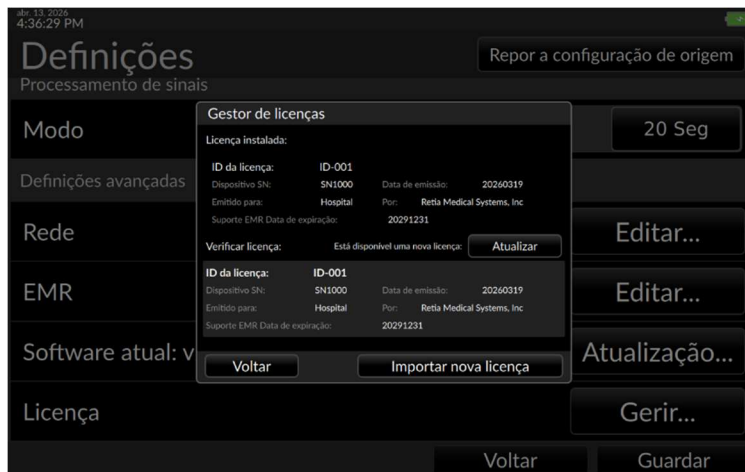 abr. 13, 2026
4:36:29 PM
Definições
Repor a configuração de origem
Processamento de sinais
Modo
20 Seg
Definições avançadas
Rede
Editar...
EMR
Editar...
Software atual: v
Atualização...
Licença
Gerir...
Voltar
Guardar
Gestor de licenças
Licença instalada:
ID da licença: ID-001
Dispositivo SN: SN1000 Data de emissão: 20260319
Emitido para: Hospital Por: Retia Medical Systems, Inc
Suporte EMR Data de expiração: 20291231
Verificar licença: Está disponível uma nova licença: Atualizar
ID da licença: ID-001
Dispositivo SN: SN1000 Data de emissão: 20260319
Emitido para: Hospital Por: Retia Medical Systems, Inc
Suporte EMR Data de expiração: 20291231
Voltar
Importar nova licença